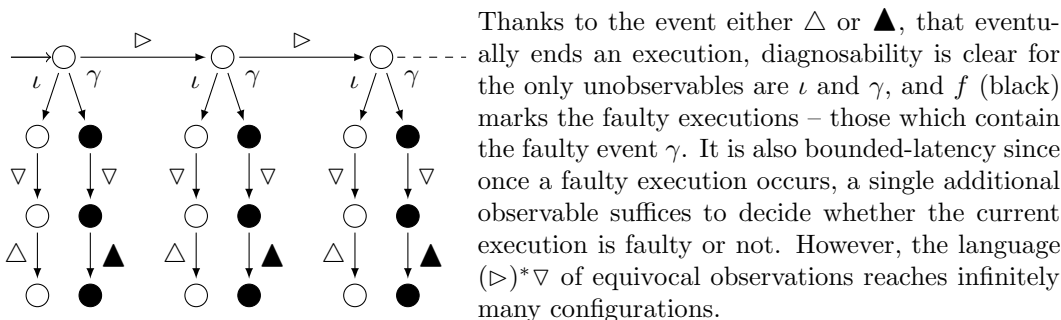 ▷ ▷
ι γ ι γ ι γ
▽ ▽ ▽ ▽ ▽ ▽
△ ▲ △ ▲ △ ▲
Thanks to the event either △ or ▲, that eventu-
ally ends an execution, diagnosability is clear for
the only unobservables are ι and γ, and f (black)
marks the faulty executions – those which contain
the faulty event γ. It is also bounded-latency since
once a faulty execution occurs, a single additional
observable suffices to decide whether the current
execution is faulty or not. However, the language
(▷)*▽ of equivocal observations reaches infinitely
many configurations.